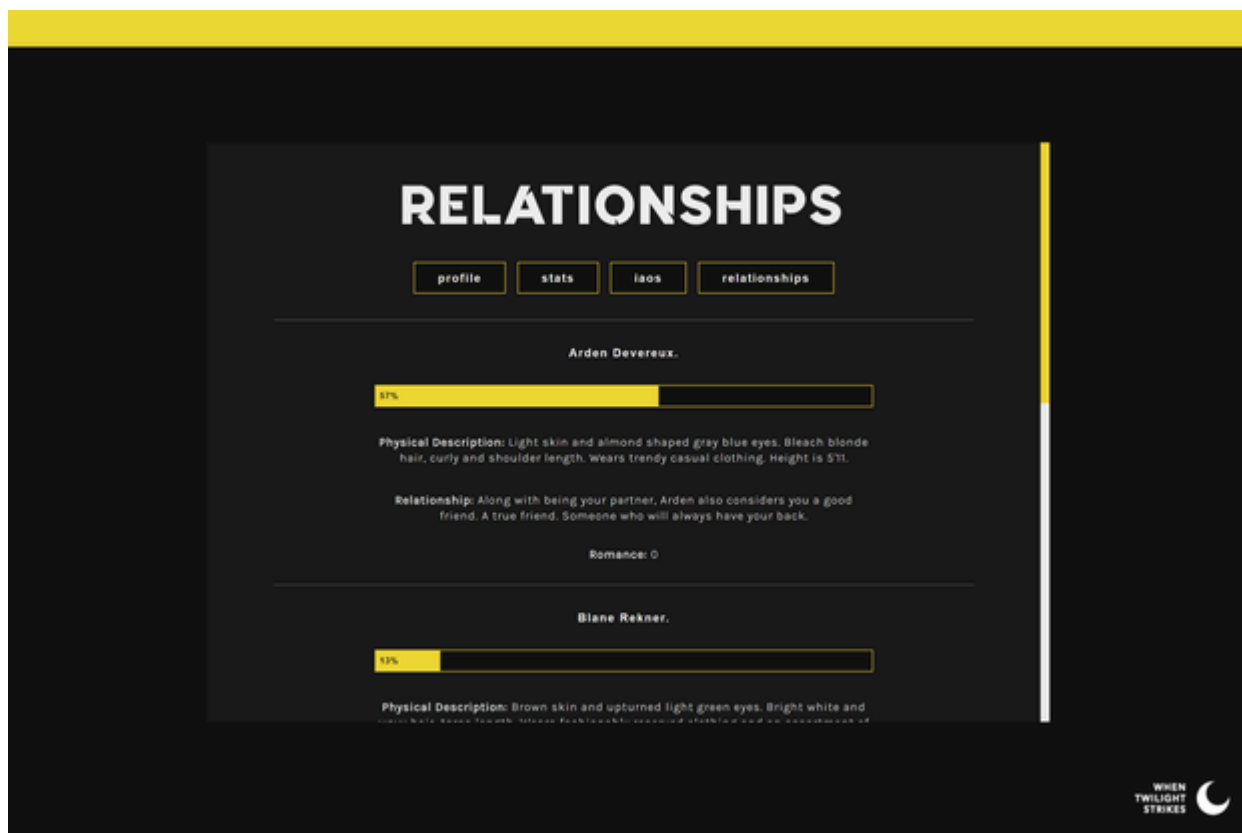 RELATIONSHIPS
profile stats iaos relationships
Arden Devereux.
57%
Physical Description: Light skin and almond shaped gray blue eyes. Bleach blonde
hair, curly and shoulder length. Wears trendy casual clothing. Height is 5'11.
Relationship: Along with being your partner, Arden also considers you a good
friend. A true friend. Someone who will always have your back.
Romance: 0
Blane Rekner.
13%
Physical Description: Brown skin and upturned light green eyes. Bright white and
WHEN
TWILIGHT
STRIKES